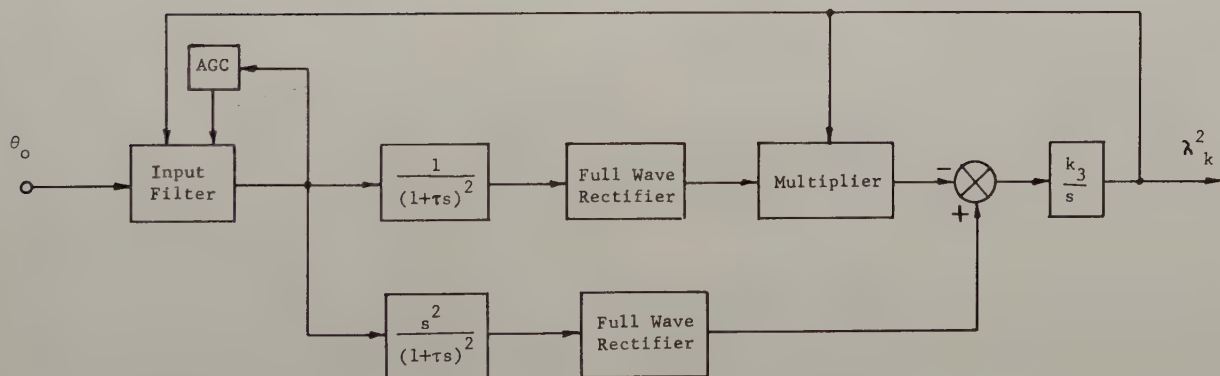 AGC
θ₀
Input
Filter
1
(1+τs)²
Full Wave
Rectifier
Multiplier
−
+
k₃
s
λ²ₖ
s²
(1+τs)²
Full Wave
Rectifier